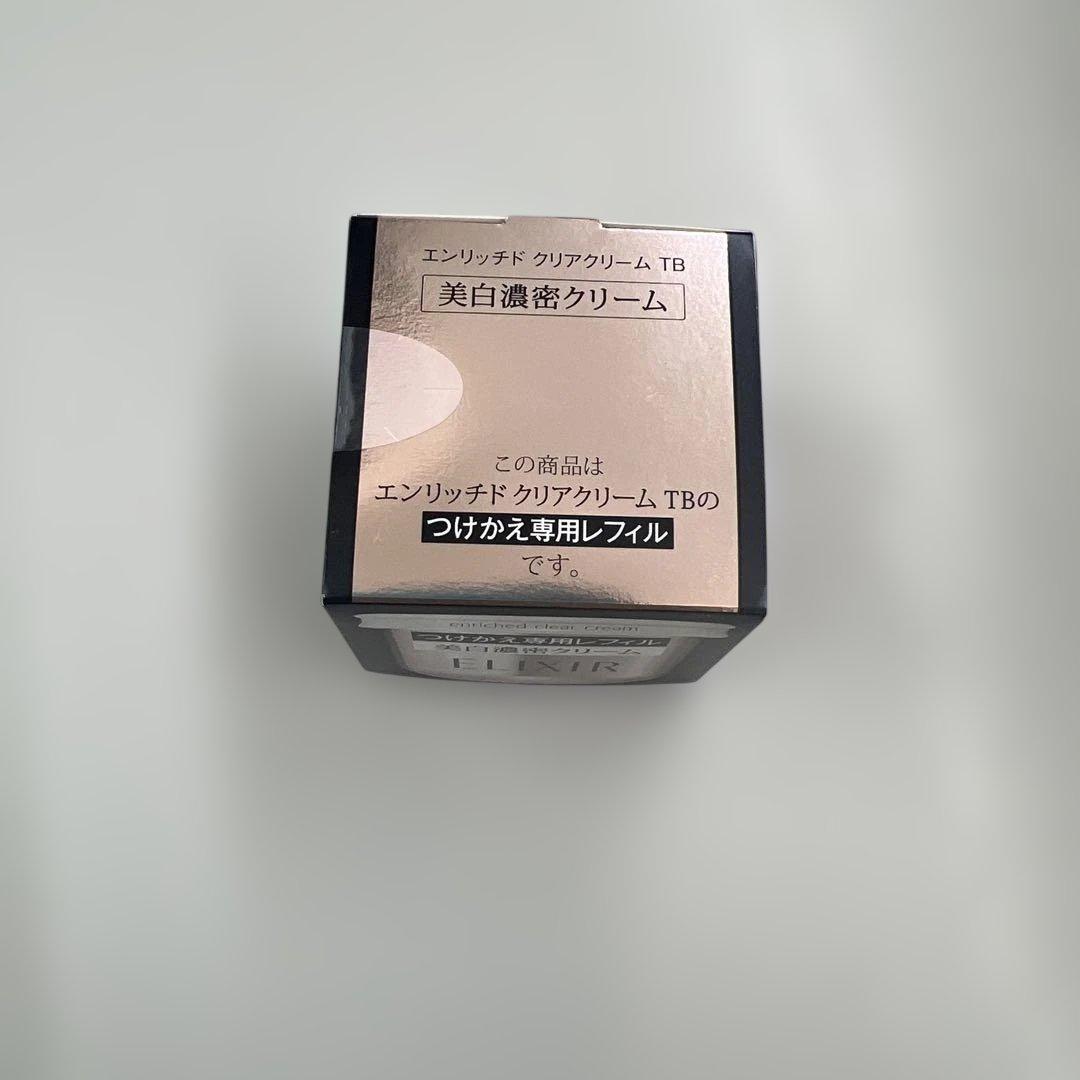 エンリッチド クリアクリーム TB
美白濃密クリーム
この商品は
エンリッチド クリアクリーム TBの
つけかえ専用レフィル
です。
enriched clear cream
つけかえ専用レフィル
美白濃密クリーム
ELIXIR